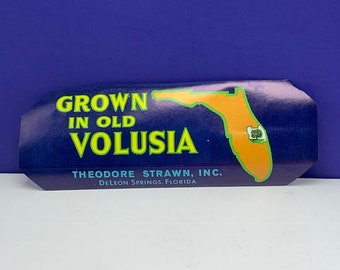 GROWN
IN OLD
VOLUSIA
THEODORE STRAWN, INC.
DELEON SPRINGS, FLORIDA